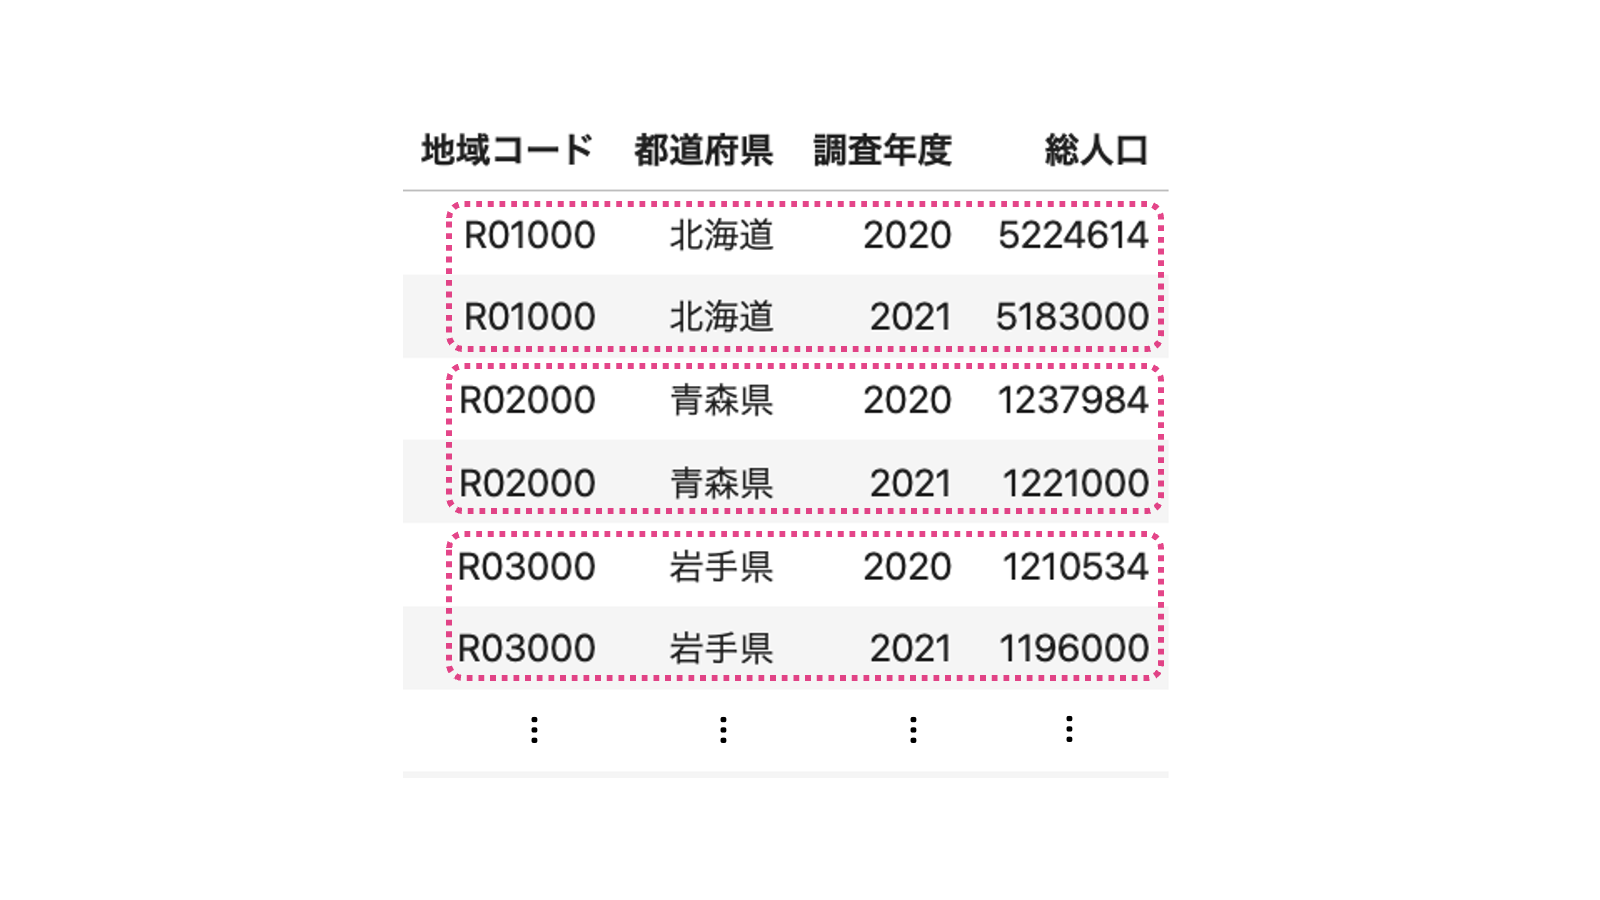 地域コード 都道府県 調査年度 総人口
R01000 北海道 2020 5224614
R01000 北海道 2021 5183000
R02000 青森県 2020 1237984
R02000 青森県 2021 1221000
R03000 岩手県 2020 1210534
R03000 岩手県 2021 1196000
⋮ ⋮ ⋮ ⋮